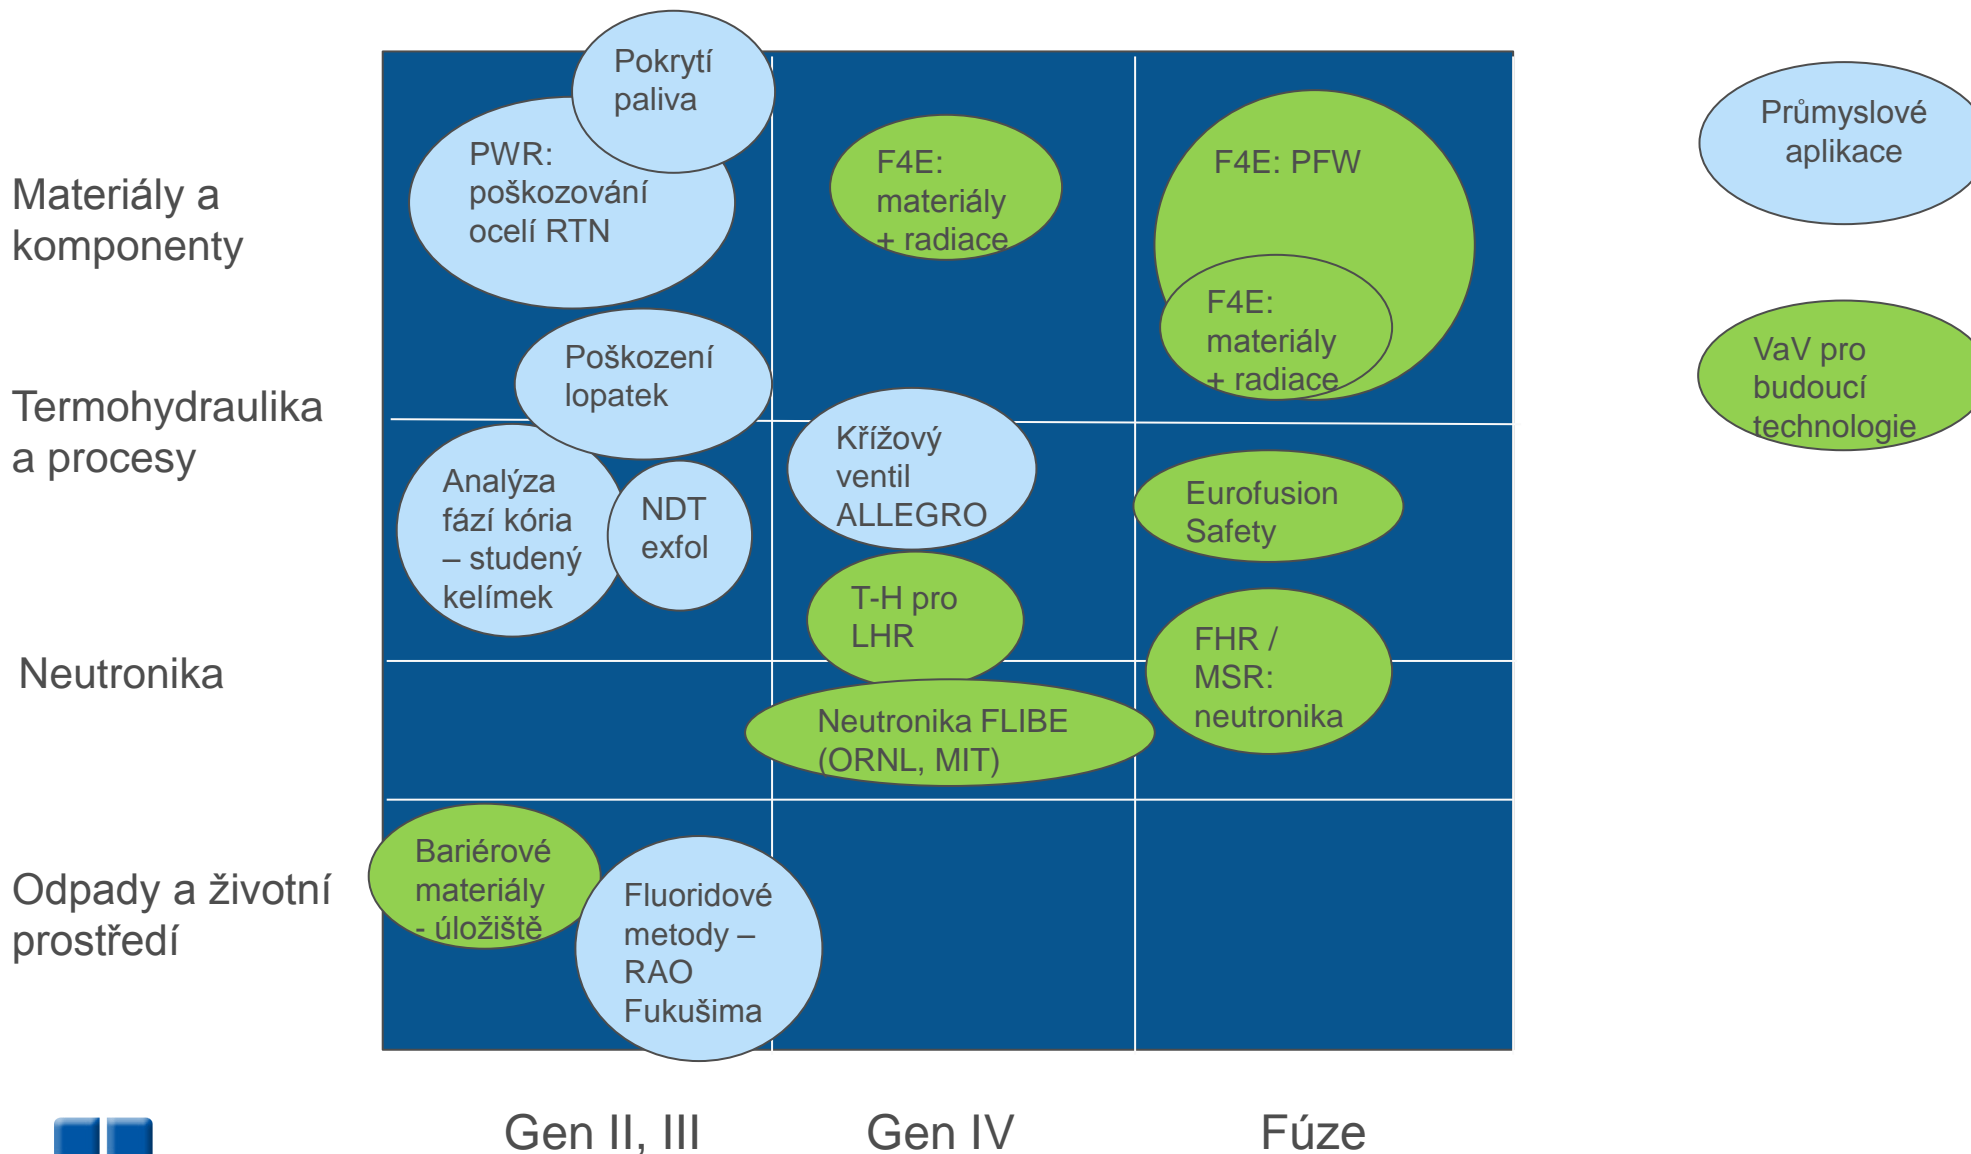 Pokrytí
paliva
PWR:
poškozování
ocelí RTN
F4E:
materiály
+ radiace
F4E: PFW
F4E:
materiály
+ radiace
Průmyslové
aplikace
Materiály a
komponenty
VaV pro
budoucí
technologie
Poškození
lopatek
Termohydraulika
a procesy
Analýza
fází kória
– studený
kelímek
NDT
exfol
Křížový
ventil
ALLEGRO
Eurofusion
Safety
T-H pro
LHR
FHR /
MSR:
neutronika
Neutronika
Neutronika FLIBE
(ORNL, MIT)
Bariérové
materiály
- úložiště
Fluoridové
metody –
RAO
Fukušima
Odpady a životní
prostředí
Gen II, III
Gen IV
Fúze